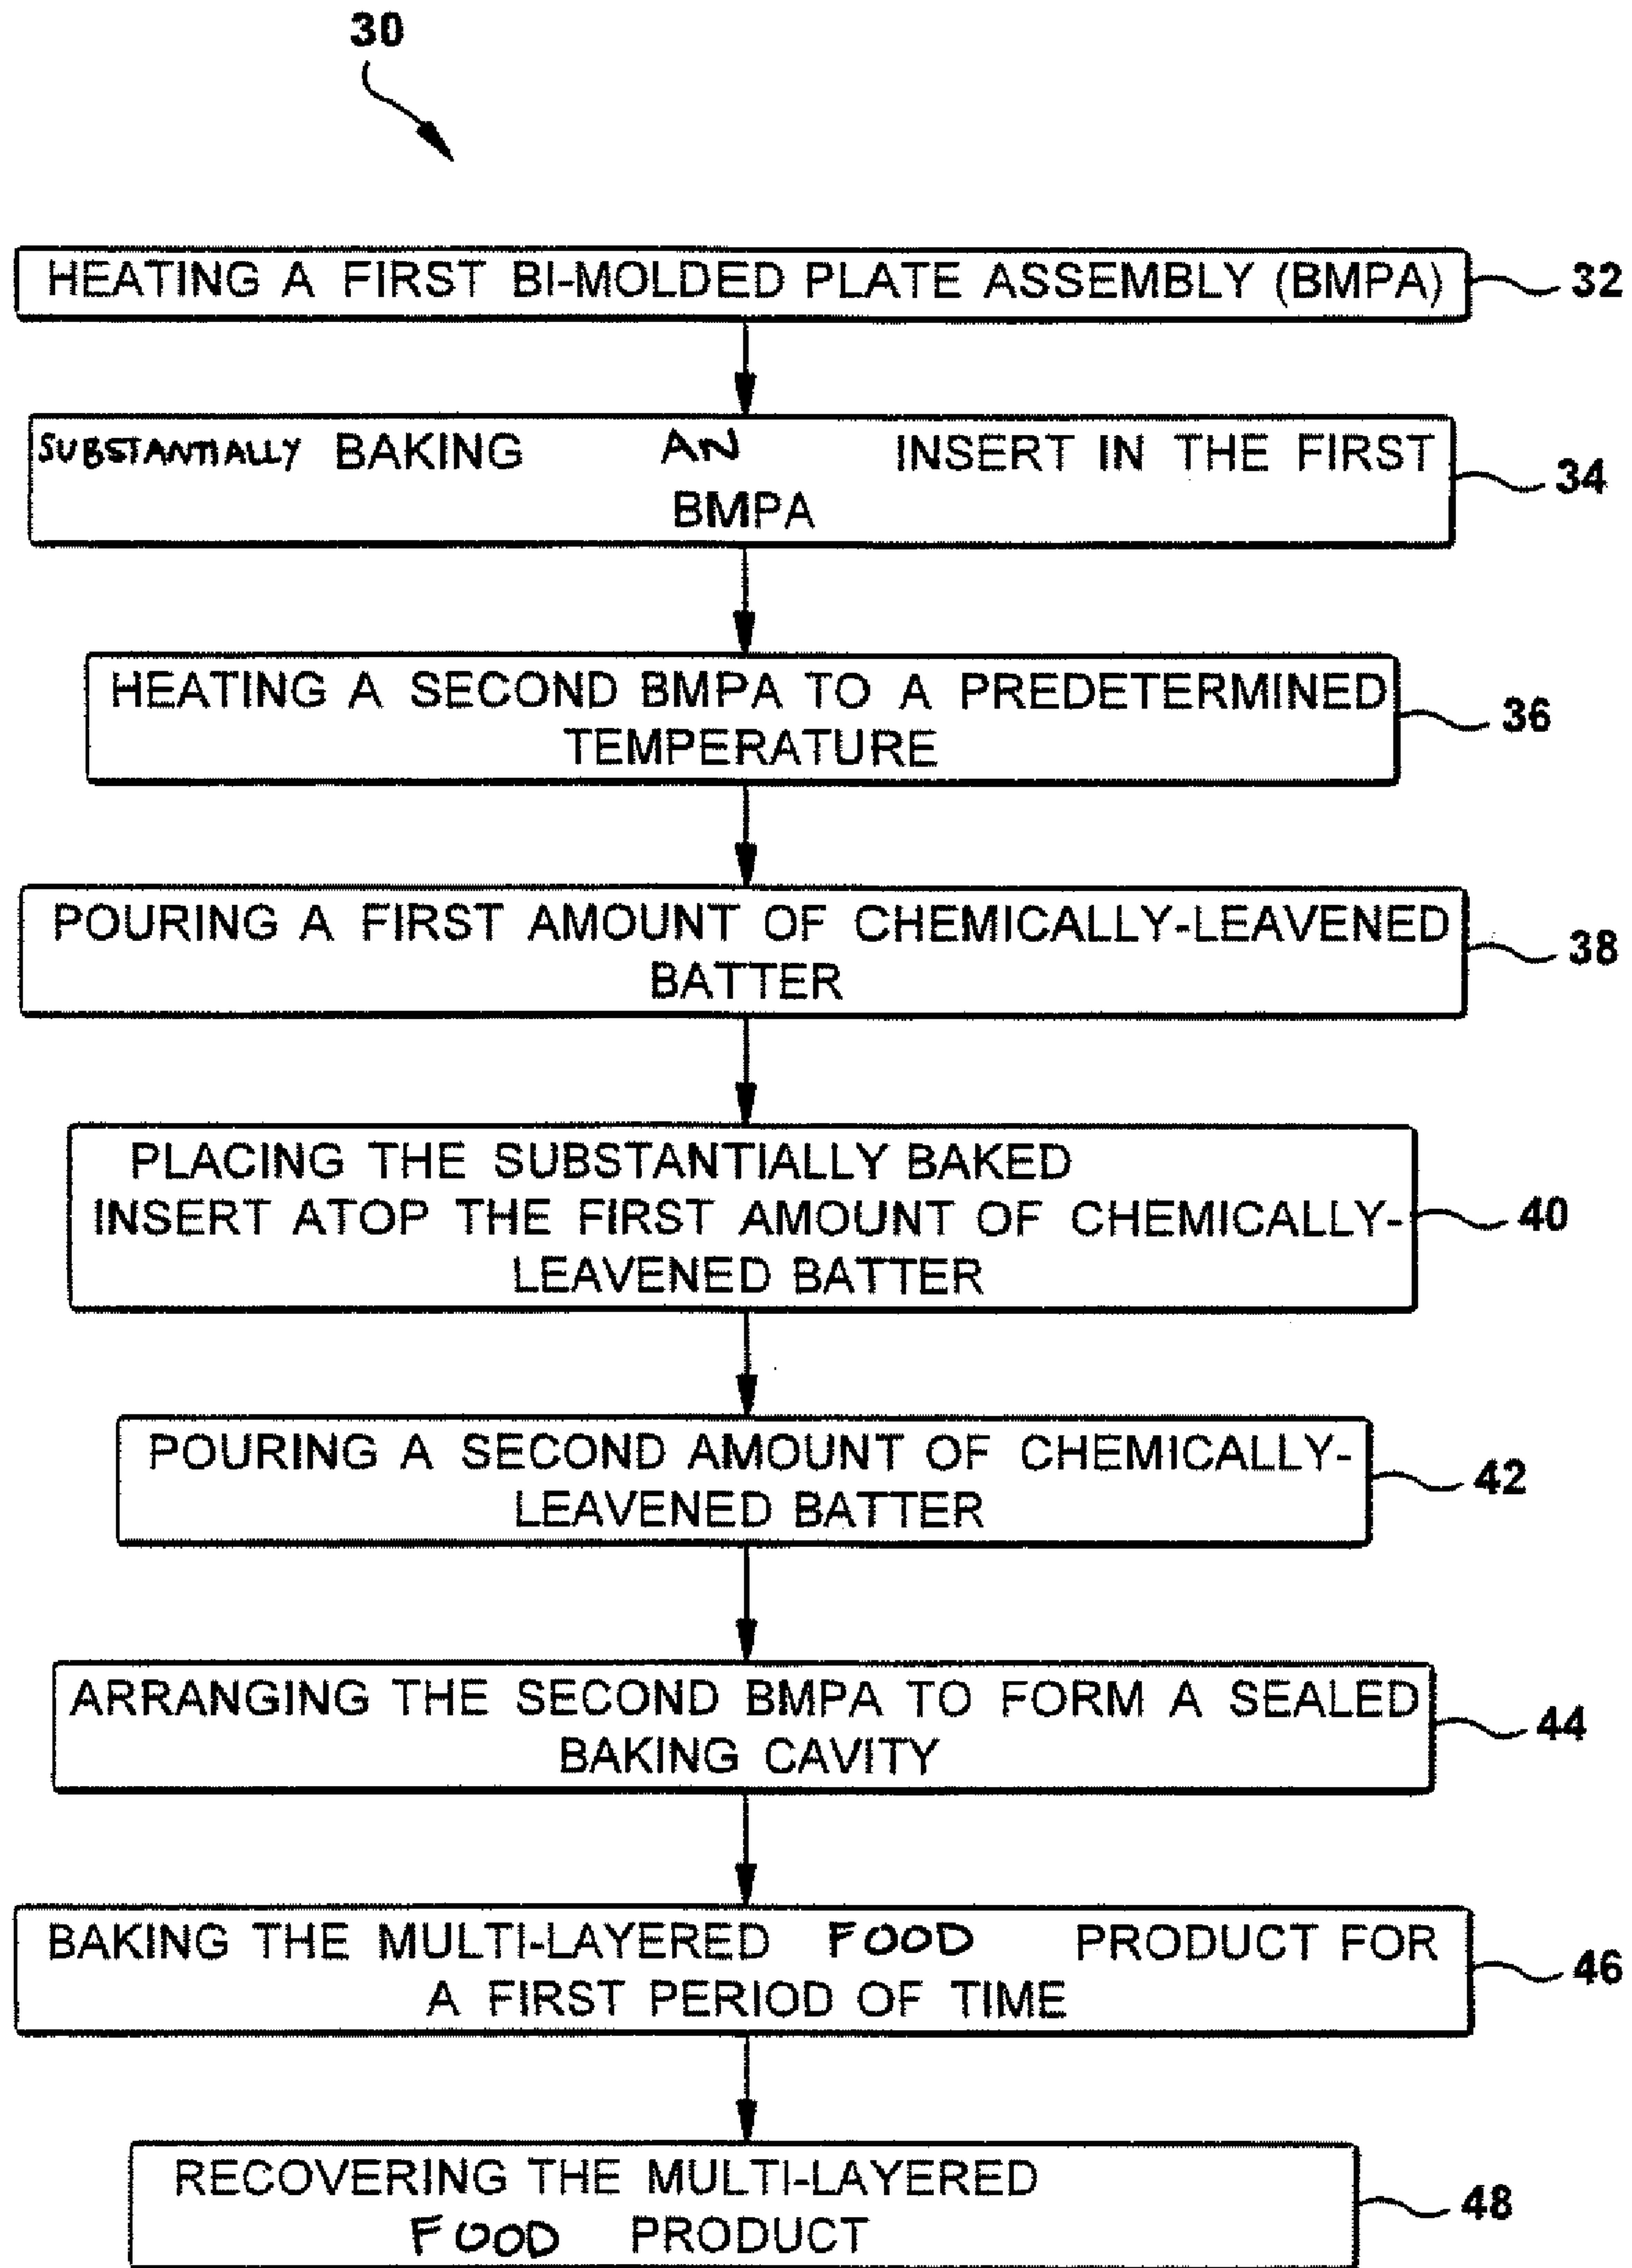 30
HEATING A FIRST BI-MOLDED PLATE ASSEMBLY (BMPA)
32
SUBSTANTIALLY BAKING AN INSERT IN THE FIRST
BMPA
34
HEATING A SECOND BMPA TO A PREDETERMINED
TEMPERATURE
36
POURING A FIRST AMOUNT OF CHEMICALLY-LEAVENED
BATTER
38
PLACING THE SUBSTANTIALLY BAKED
INSERT ATOP THE FIRST AMOUNT OF CHEMICALLY-
LEAVENED BATTER
40
POURING A SECOND AMOUNT OF CHEMICALLY-
LEAVENED BATTER
42
ARRANGING THE SECOND BMPA TO FORM A SEALED
BAKING CAVITY
44
BAKING THE MULTI-LAYERED FOOD PRODUCT FOR
A FIRST PERIOD OF TIME
46
RECOVERING THE MULTI-LAYERED
FOOD PRODUCT
48